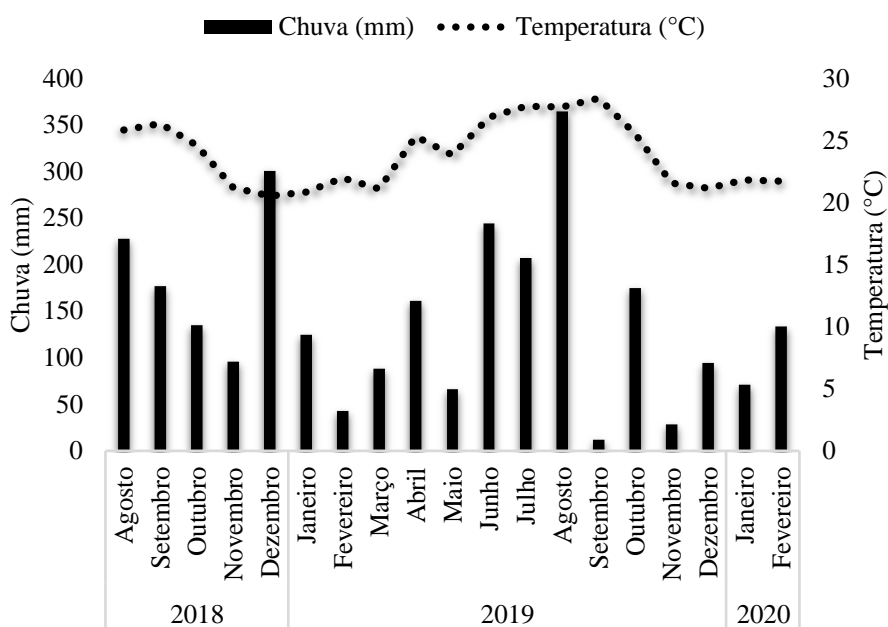 Chuva (mm) Temperatura (°C)
400
350
300
250
200
150
100
50
0
Chuva (mm)
30
25
20
15
10
5
0
Temperatura (°C)
Agosto
Setembro
Outubro
Novembro
Dezembro
Janeiro
Fevereiro
Março
Abril
Maio
Junho
Julho
Agosto
Setembro
Outubro
Novembro
Dezembro
Janeiro
Fevereiro
2018 2019 2020